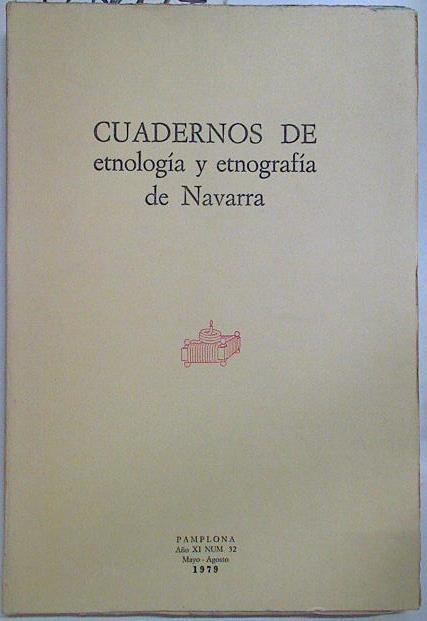 CUADERNOS DE
etnología y etnografía
de Navarra
PAMPLONA
Año XI NUM. 32
Mayo - Agosto
1979